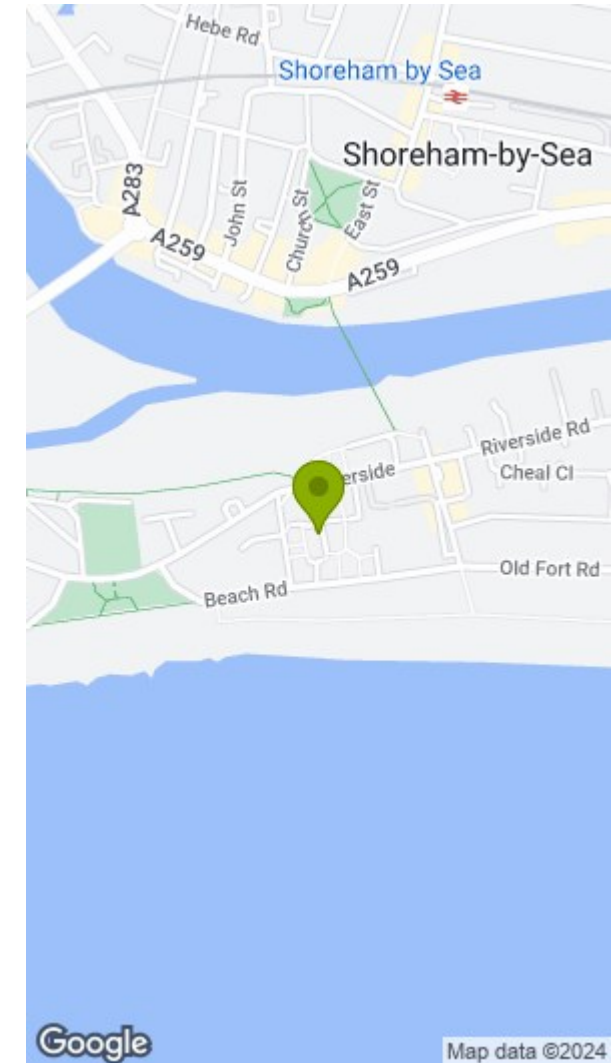 Hebe Rd
Shoreham by Sea
Shoreham-by-Sea
A283
John St
Church St
East St
A259
A259
Riverside Rd
erside
Cheal Cl
Old Fort Rd
Beach Rd
Google
Map data ©2024